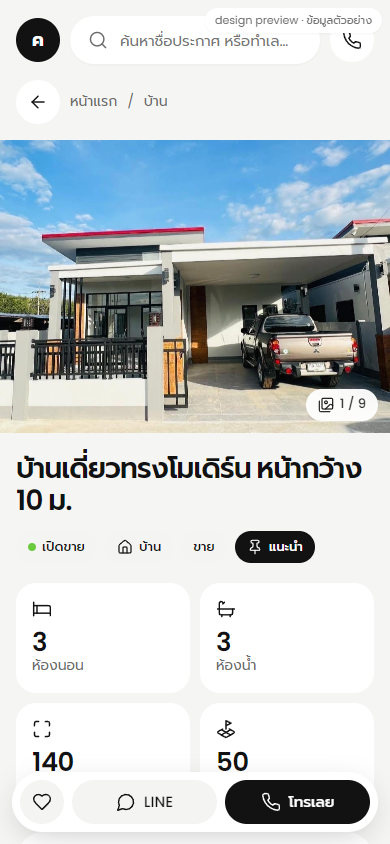 design preview · ข้อมูลตัวอย่าง
ค
ค้นหาชื่อประกาศ หรือทำเล...
หน้าแรก / บ้าน
1 / 9
บ้านเดี่ยวทรงโมเดิร์น หน้ากว้าง
10 ม.
เปิดขาย
บ้าน
ขาย
แนะนำ
3
ห้องนอน
3
ห้องน้ำ
140
50
LINE
โทรเลย